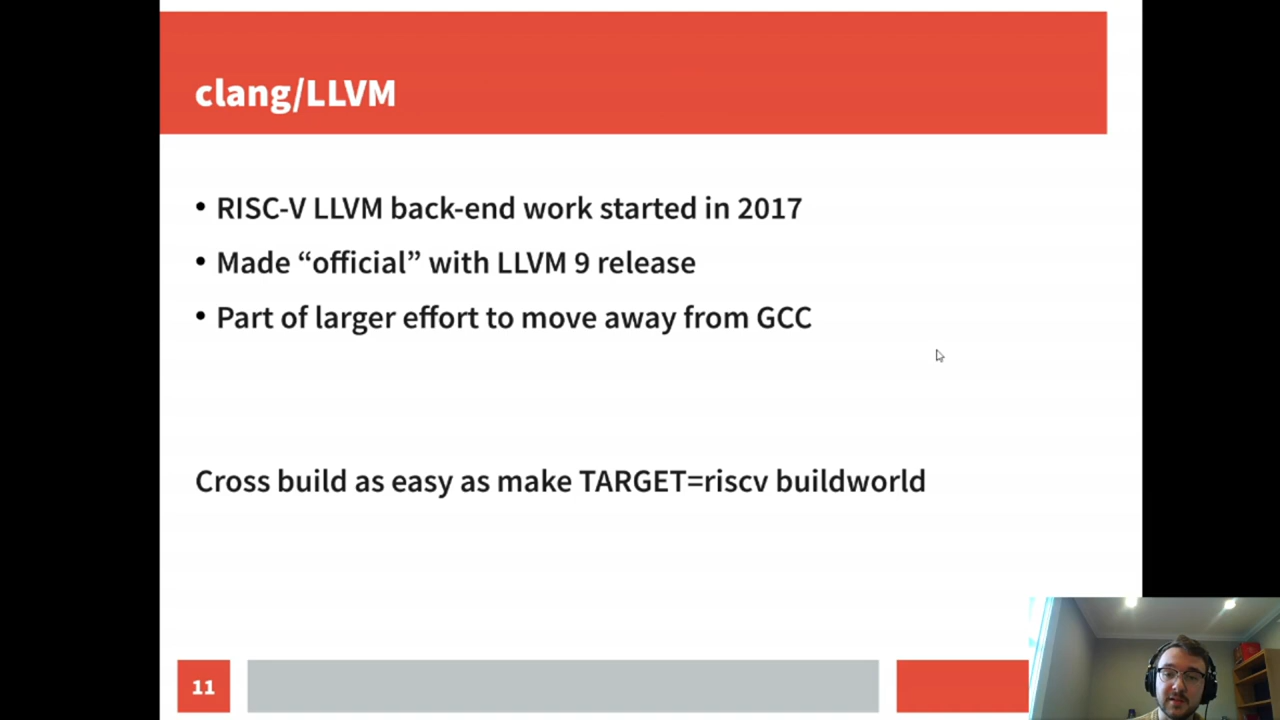 clang/LLVM
• RISC-V LLVM back-end work started in 2017
• Made “official” with LLVM 9 release
• Part of larger effort to move away from GCC
Cross build as easy as make TARGET=riscv buildworld
11